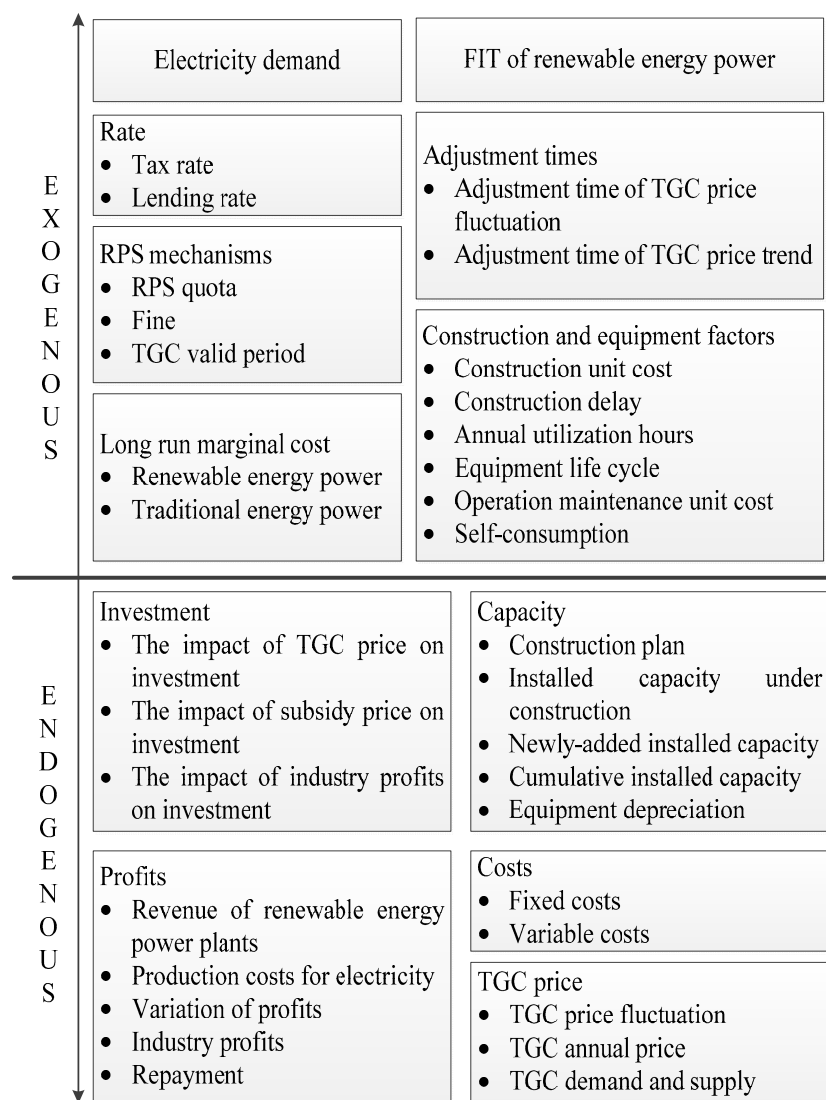 EXOGENOUS
Electricity demand
FIT of renewable energy power
Rate
• Tax rate
• Lending rate
RPS mechanisms
• RPS quota
• Fine
• TGC valid period
Long run marginal cost
• Renewable energy power
• Traditional energy power
Adjustment times
• Adjustment time of TGC price
fluctuation
• Adjustment time of TGC price trend
Construction and equipment factors
• Construction unit cost
• Construction delay
• Annual utilization hours
• Equipment life cycle
• Operation maintenance unit cost
• Self-consumption
ENDOGENOUS
Investment
• The impact of TGC price on
investment
• The impact of subsidy price on
investment
• The impact of industry profits
on investment
Profits
• Revenue of renewable energy
power plants
• Production costs for electricity
• Variation of profits
• Industry profits
• Repayment
Capacity
• Construction plan
• Installed capacity under
construction
• Newly-added installed capacity
• Cumulative installed capacity
• Equipment depreciation
Costs
• Fixed costs
• Variable costs
TGC price
• TGC price fluctuation
• TGC annual price
• TGC demand and supply